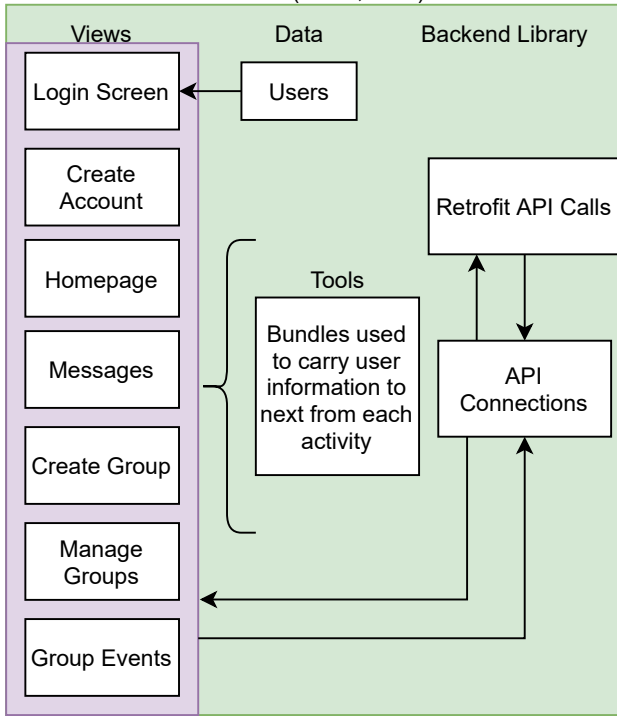 Views
Data
Backend Library
Login Screen
Users
Create
Account
Retrofit API Calls
Homepage
Tools
Messages
Bundles used
to carry user
information to
next from each
activity
API
Connections
Create Group
Manage
Groups
Group Events